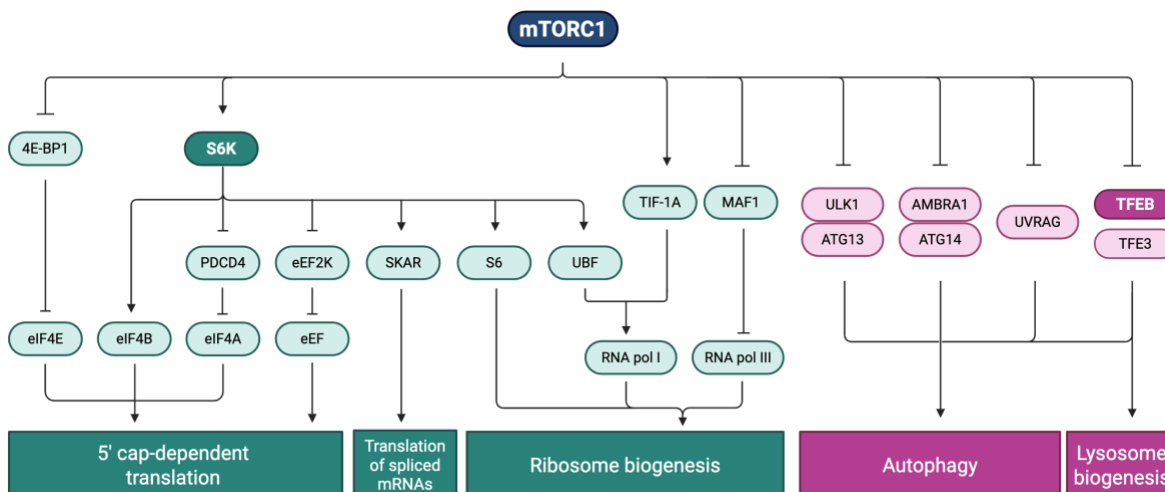 mTORC1
4E-BP1
S6K
TIF-1A
MAF1
ULK1
ATG13
AMBRA1
ATG14
UVRAG
TFEB
TFE3
PDCD4
eEF2K
SKAR
S6
UBF
eIF4E
eIF4B
eIF4A
eEF
RNA pol I
RNA pol III
5' cap-dependent
translation
Translation
of spliced
mRNAs
Ribosome biogenesis
Autophagy
Lysosome
biogenesis